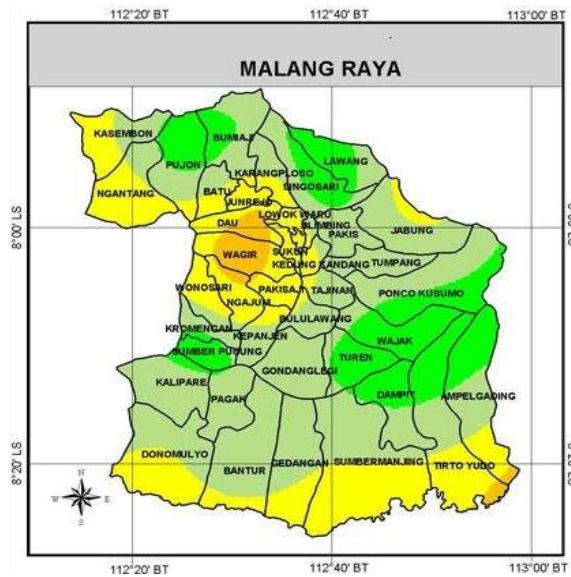 112°20' BT 112°40' BT 113°00' BT
MALANG RAYA
KASEMBON
BUMIAJI
PUJON
LAWANG
KARANGPLOSO
NGANTANG
BATU
SINGOSARI
JUNREJO
LOWOK WARU
DAU
BLIMBING
8°00' LS
PAKIS
JABUNG
WAGIR
SUKUN
KEDUNG KANDANG
TUMPANG
WONOSARI
PAKISAJI
TAJINAN
PONCO KUSUMO
NGAJUM
BULULAWANG
KROMENGAN
KEPANJEN
WAJAK
SUMBER PUCUNG
TUREN
GONDANGLEGI
KALIPARE
PAGAK
DAMPIT
AMPELGADING
DONOMULYO
SUMBERMANJING
TIRTO YUDO
8°20' LS
BANTUR
GEDANGAN
N
W E
S
112°20' BT 112°40' BT 113°00' BT